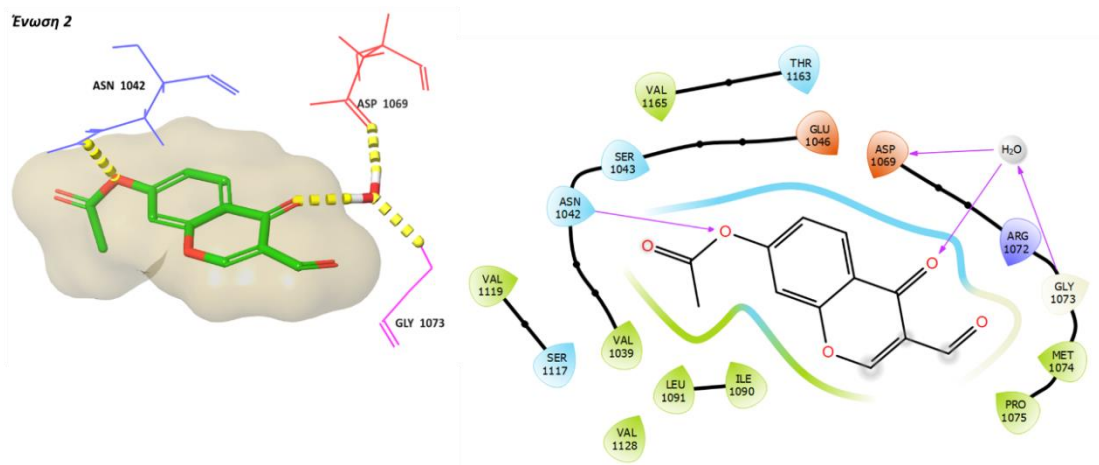 Ένωση 2
ASN 1042
ASP 1069
GLY 1073
THR
1163
VAL
1165
GLU
1046
SER
1043
ASP
1069
H₂O
ASN
1042
ARG
1072
GLY
1073
VAL
1119
SER
1117
VAL
1039
LEU
1091
ILE
1090
MET
1074
PRO
1075
VAL
1128
O
O
O
O
O